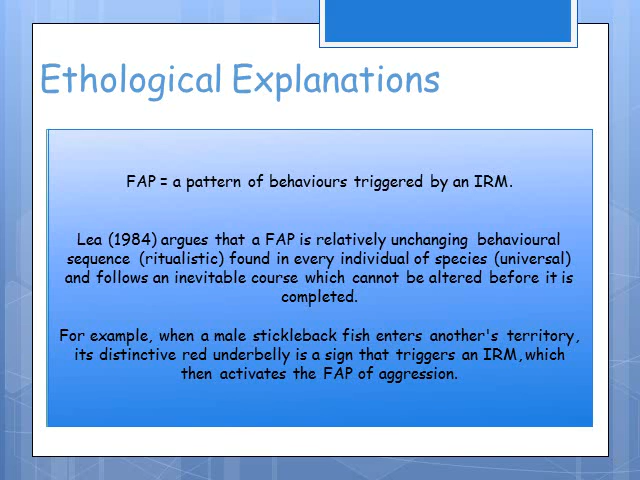 Ethological Explanations
FAP = a pattern of behaviours triggered by an IRM.
Lea (1984) argues that a FAP is relatively unchanging behavioural
sequence (ritualistic) found in every individual of species (universal)
and follows an inevitable course which cannot be altered before it is
completed.
For example, when a male stickleback fish enters another's territory,
its distinctive red underbelly is a sign that triggers an IRM, which
then activates the FAP of aggression.